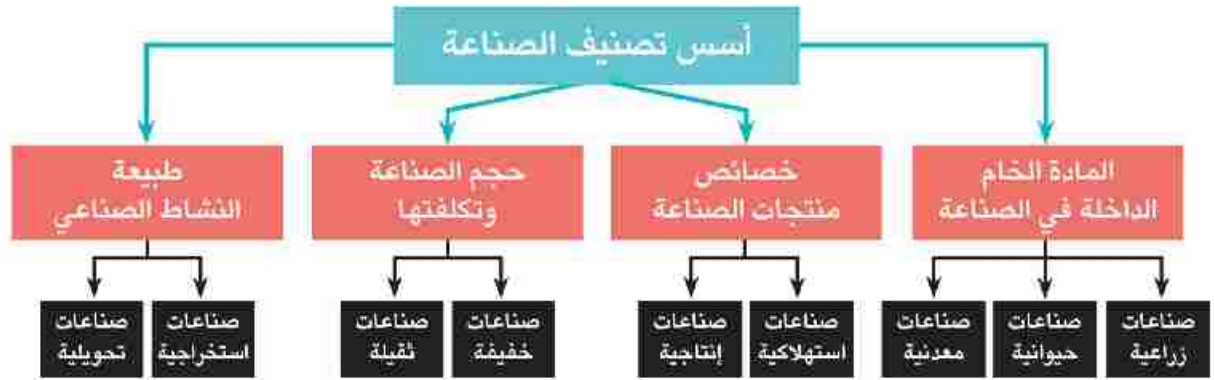 أسس تصنيف الصناعة
المادة الخام
الداخلة في الصناعة
خصائص
منتجات الصناعة
حجم الصناعة
وتكلفتها
طبيعة
النشاط الصناعي
صناعات
زراعية
صناعات
حيوانية
صناعات
معدنية
صناعات
استهلاكية
صناعات
إنتاجية
صناعات
خفيفة
صناعات
ثقيلة
صناعات
استخراجية
صناعات
تحويلية